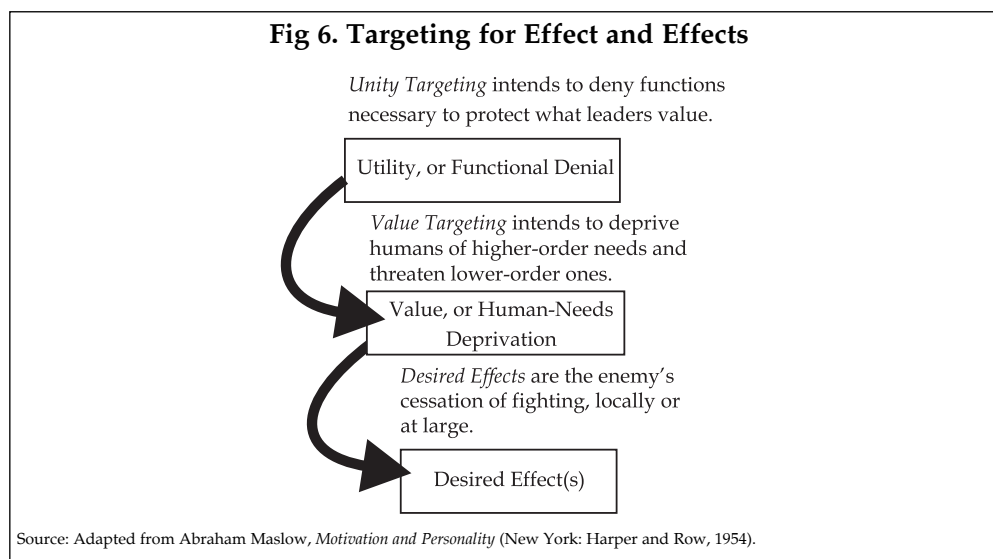 Fig 6. Targeting for Effect and Effects
Unity Targeting intends to deny functions
necessary to protect what leaders value.
Utility, or Functional Denial
Value Targeting intends to deprive
humans of higher-order needs and
threaten lower-order ones.
Value, or Human-Needs
Deprivation
Desired Effects are the enemy’s
cessation of fighting, locally or
at large.
Desired Effect(s)
Source: Adapted from Abraham Maslow, Motivation and Personality (New York: Harper and Row, 1954).